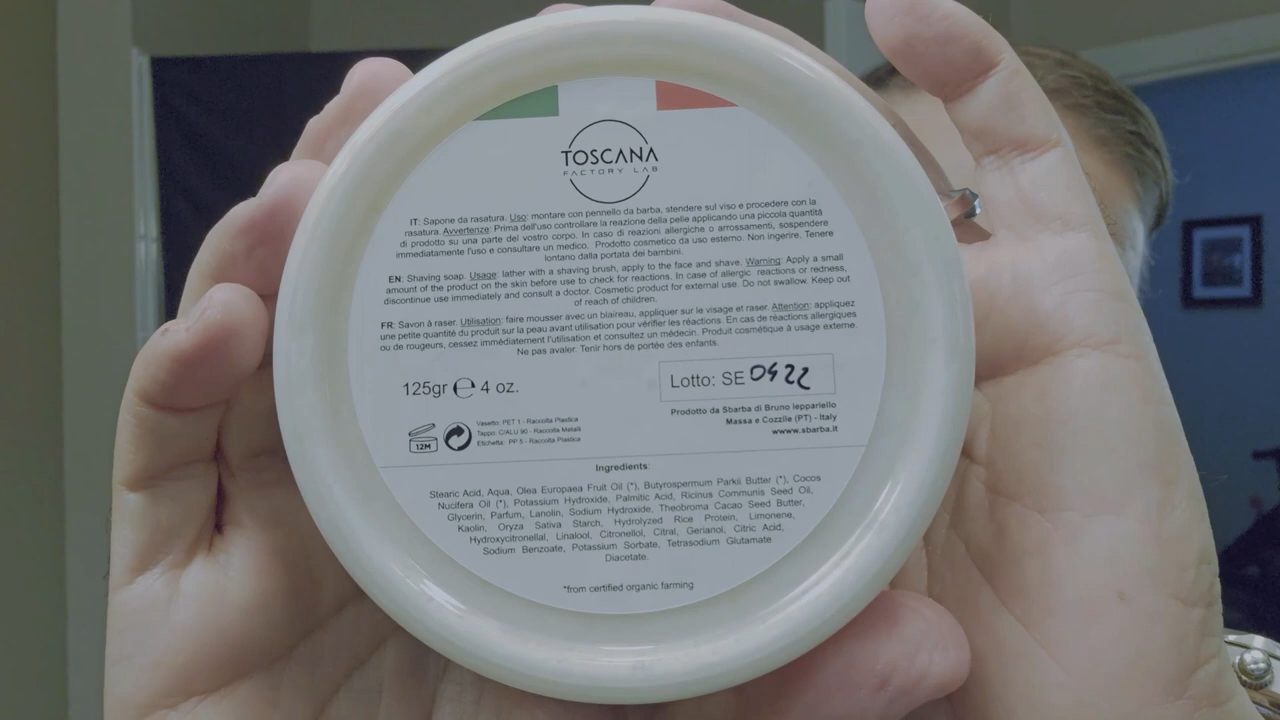 TOSCANA
FACTORY LAB
IT: Sapone da rasatura. Uso: montare con pennello da barba, stendere sul viso e procedere con la
rasatura. Avvertenze: Prima dell'uso controllare la reazione della pelle applicando una piccola quantità
di prodotto su una parte del vostro corpo. In caso di reazioni allergiche o arrossamenti, sospendere
immediatamente l'uso e consultare un medico. Prodotto cosmetico da uso esterno. Non ingerire. Tenere
lontano dalla portata dei bambini.
EN: Shaving soap. Usage: lather with a shaving brush, apply to the face and shave. Warning: Apply a small
amount of the product on the skin before use to check for reactions. In case of allergic reactions or redness,
discontinue use immediately and consult a doctor. Cosmetic product for external use. Do not swallow. Keep out
of reach of children.
FR: Savon à raser. Utilisation: faire mousser avec un blaireau, appliquer sur le visage et raser. Attention: appliquez
une petite quantité du produit sur la peau avant utilisation pour vérifier les réactions. En cas de réactions allergiques
ou de rougeurs, cessez immédiatement l'utilisation et consultez un médecin. Produit cosmétique à usage externe.
Ne pas avaler. Tenir hors de portée des enfants.
125gr ℮ 4 oz.
Lotto: SE 0422
Prodotto da Sbarba di Bruno Ieppariello
Massa e Cozzile (PT) - Italy
www.sbarba.it
12M
Vasetto: PET 1 - Raccolta Plastica
Tappo: C/ALU 90 - Raccolta Metalli
Etichetta: PP 5 - Raccolta Plastica
Ingredients:
Stearic Acid, Aqua, Olea Europaea Fruit Oil (*), Butyrospermum Parkii Butter (*), Cocos
Nucifera Oil (*), Potassium Hydroxide, Palmitic Acid, Ricinus Communis Seed Oil,
Glycerin, Parfum, Lanolin, Sodium Hydroxide, Theobroma Cacao Seed Butter,
Kaolin, Oryza Sativa Starch, Hydrolyzed Rice Protein, Limonene,
Hydroxycitronellal, Linalool, Citronellol, Citral, Gerianol, Citric Acid,
Sodium Benzoate, Potassium Sorbate, Tetrasodium Glutamate
Diacetate.
*from certified organic farming